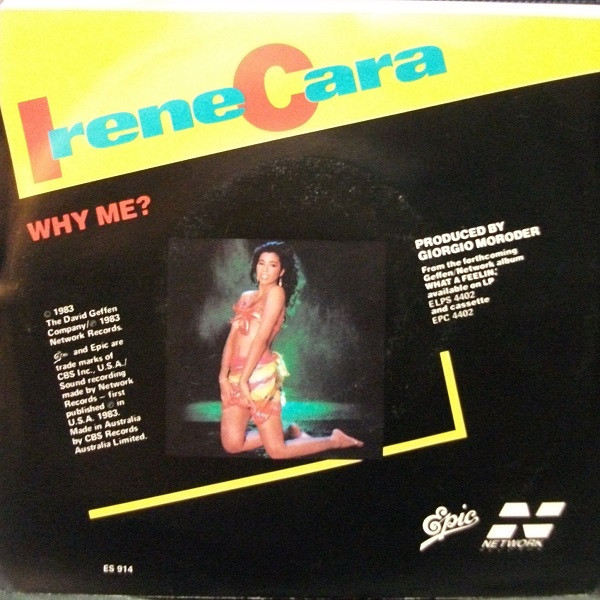 Irene Cara
WHY ME?
PRODUCED BY
GIORGIO MORODER
From the forthcoming
Geffen/Network album
WHAT A FEELIN',
available on LP
ELPS 4402
and cassette
EPC 4402
© 1983
The David Geffen
Company/℗ 1983
Network Records.
Epic and Epic are
trade marks of
CBS Inc., U.S.A./
Sound recording
made by Network
Records – first
published ℗ in
U.S.A. 1983.
Made in Australia
by CBS Records
Australia Limited.
Epic
N
NETWORK
ES 914